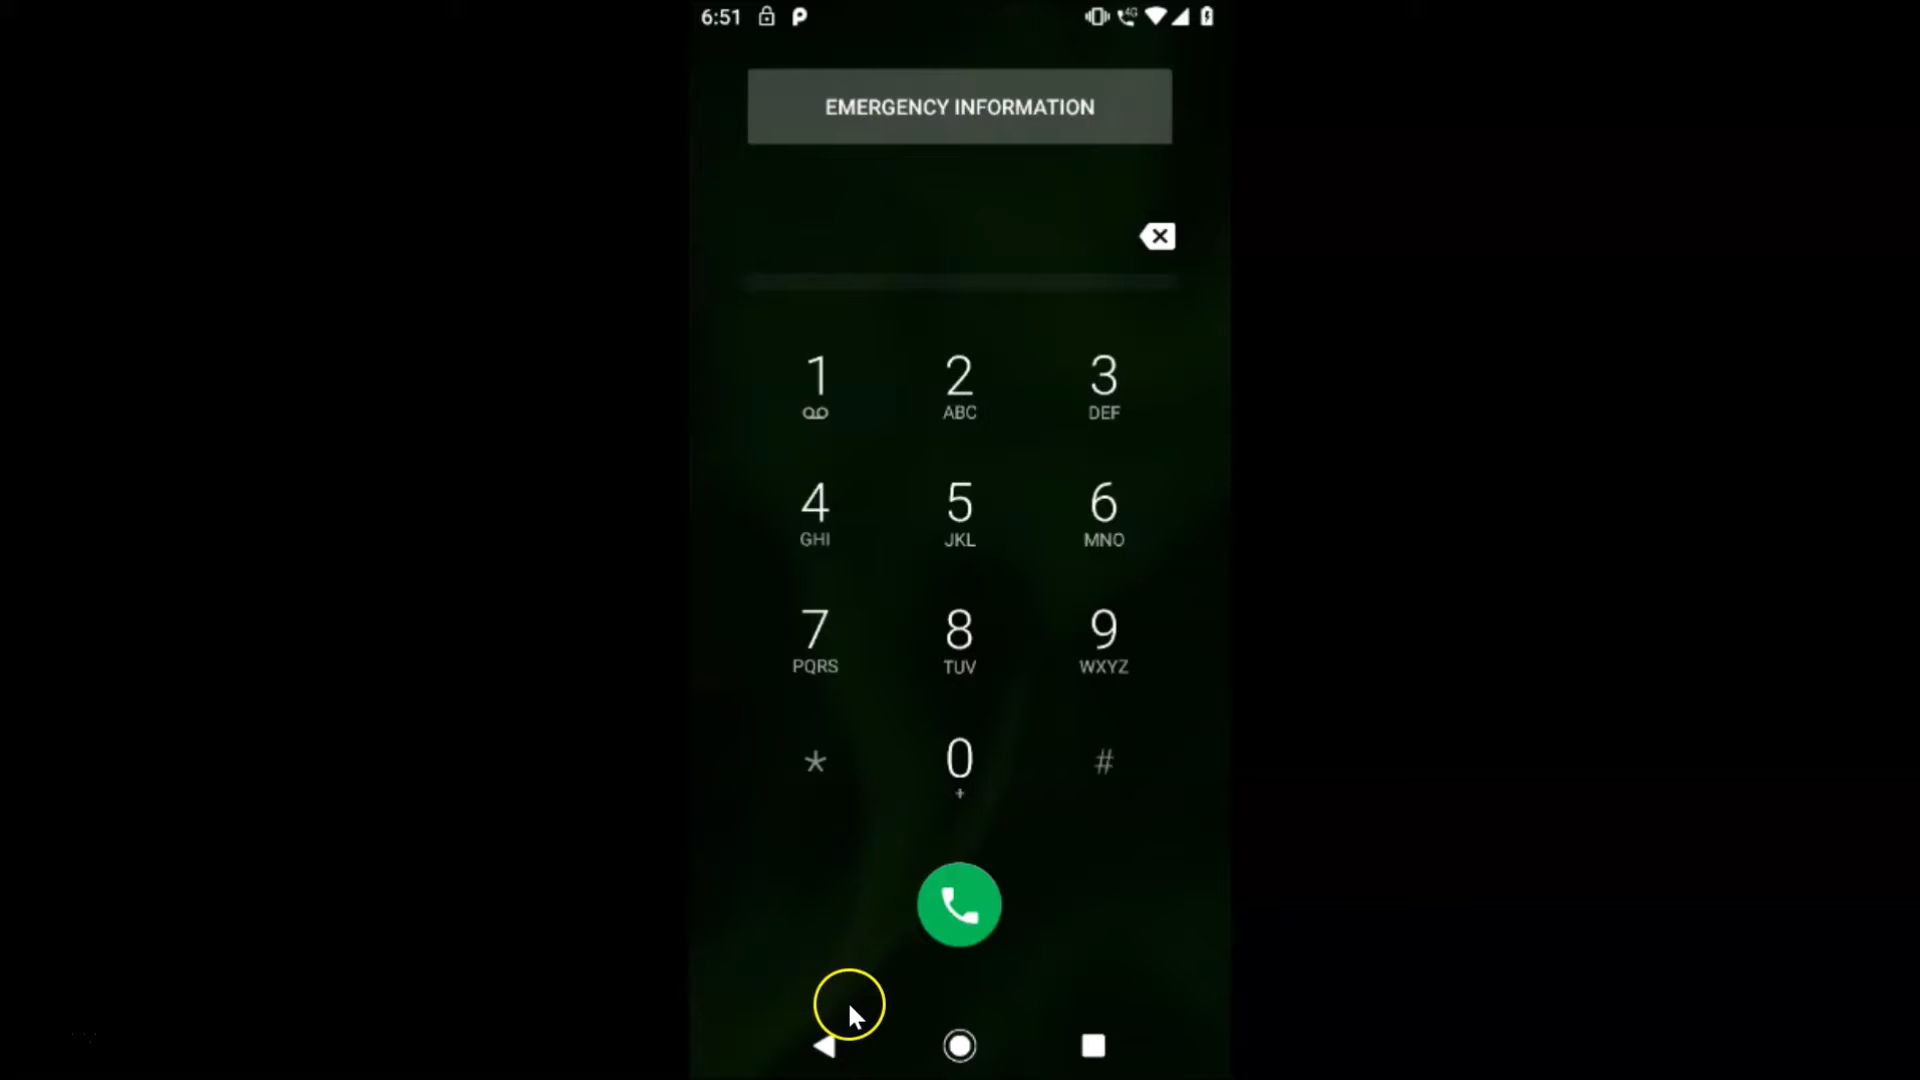 6:51
4G
EMERGENCY INFORMATION
1 2 3
ABC DEF
4 5 6
GHI JKL MNO
7 8 9
PQRS TUV WXYZ
* 0 #
+